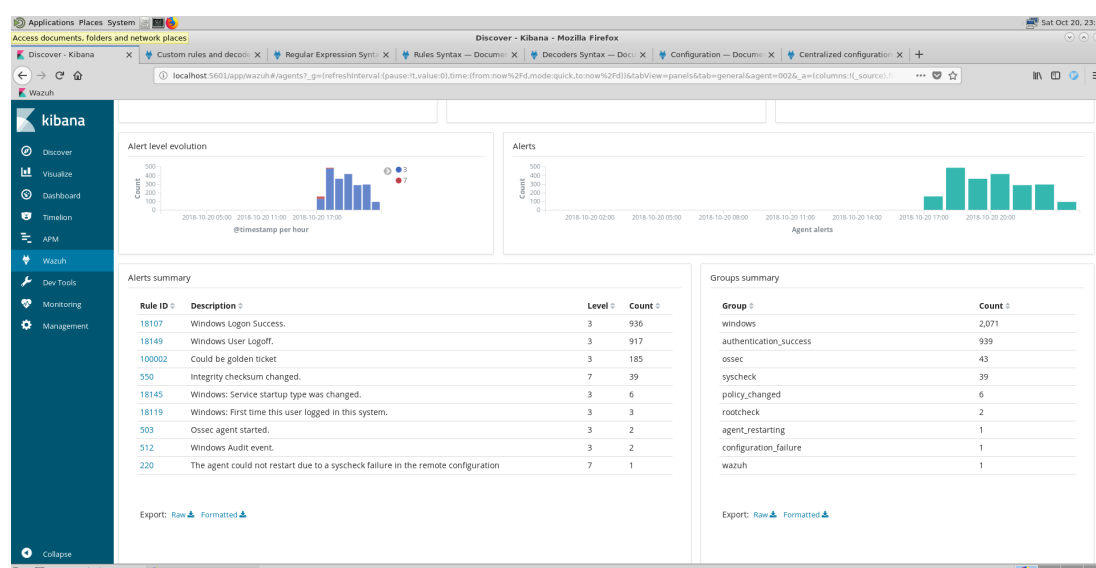 Applications Places System
Sat Oct 20, 23:
Access documents, folders and network places
Discover - Kibana - Mozilla Firefox
Discover - Kibana
Custom rules and decode
Regular Expression Synta
Rules Syntax — Documen
Decoders Syntax — Docu
Configuration — Docume
Centralized configuration
localhost:5601/app/wazuh#/agents?_g=(refreshInterval:(pause:!t,value:0),time:(from:now%2Fd,mode:quick,to:now%2Fd))&tabView=panels&tab=general&agent=002&_a=(columns:!(_source),
Wazuh
kibana
Discover
Visualize
Dashboard
Timelion
APM
Wazuh
Dev Tools
Monitoring
Management
Collapse
Alert level evolution
Count
500
400
300
200
100
0
2018-10-20 05:00 2018-10-20 11:00 2018-10-20 17:00
@timestamp per hour
3
7
Alerts
Count
500
400
300
200
100
0
2018-10-20 02:00 2018-10-20 05:00 2018-10-20 08:00 2018-10-20 11:00 2018-10-20 14:00 2018-10-20 17:00 2018-10-20 20:00
Agent alerts
Alerts summary
Rule ID Description Level Count
18107 Windows Logon Success. 3 936
18149 Windows User Logoff. 3 917
100002 Could be golden ticket 3 185
550 Integrity checksum changed. 7 39
18145 Windows: Service startup type was changed. 3 6
18119 Windows: First time this user logged in this system. 3 3
503 Ossec agent started. 3 2
512 Windows Audit event. 3 2
220 The agent could not restart due to a syscheck failure in the remote configuration 7 1
Export: Raw Formatted
Groups summary
Group Count
windows 2,071
authentication_success 939
ossec 43
syscheck 39
policy_changed 6
rootcheck 2
agent_restarting 1
configuration_failure 1
wazuh 1
Export: Raw Formatted